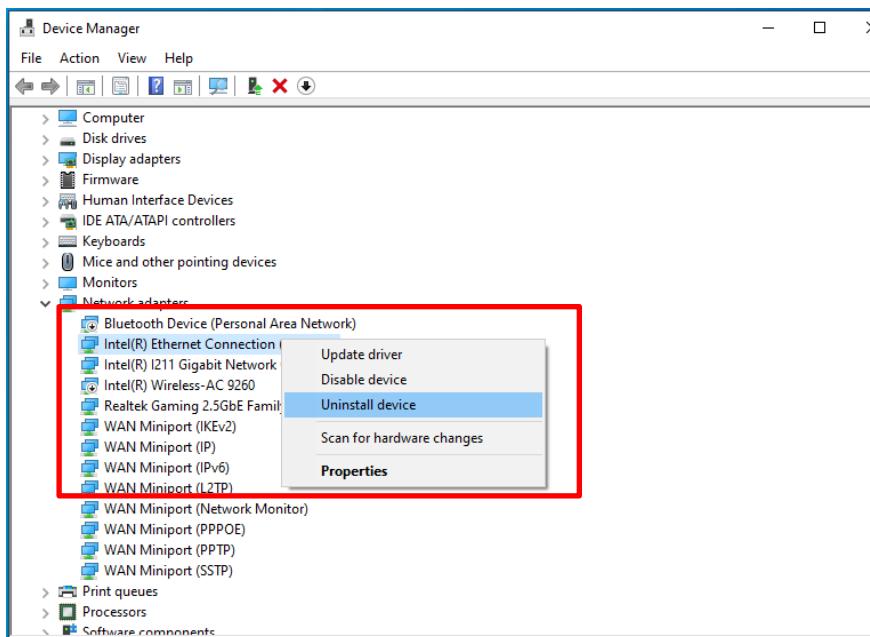 Device Manager
File Action View Help
Computer
Disk drives
Display adapters
Firmware
Human Interface Devices
IDE ATA/ATAPI controllers
Keyboards
Mice and other pointing devices
Monitors
Network adapters
Bluetooth Device (Personal Area Network)
Intel(R) Ethernet Connection (
Intel(R) I211 Gigabit Network
Intel(R) Wireless-AC 9260
Realtek Gaming 2.5GbE Family
WAN Miniport (IKEv2)
WAN Miniport (IP)
WAN Miniport (IPv6)
WAN Miniport (L2TP)
WAN Miniport (Network Monitor)
WAN Miniport (PPPOE)
WAN Miniport (PPTP)
WAN Miniport (SSTP)
Print queues
Processors
Software components
Update driver
Disable device
Uninstall device
Scan for hardware changes
Properties